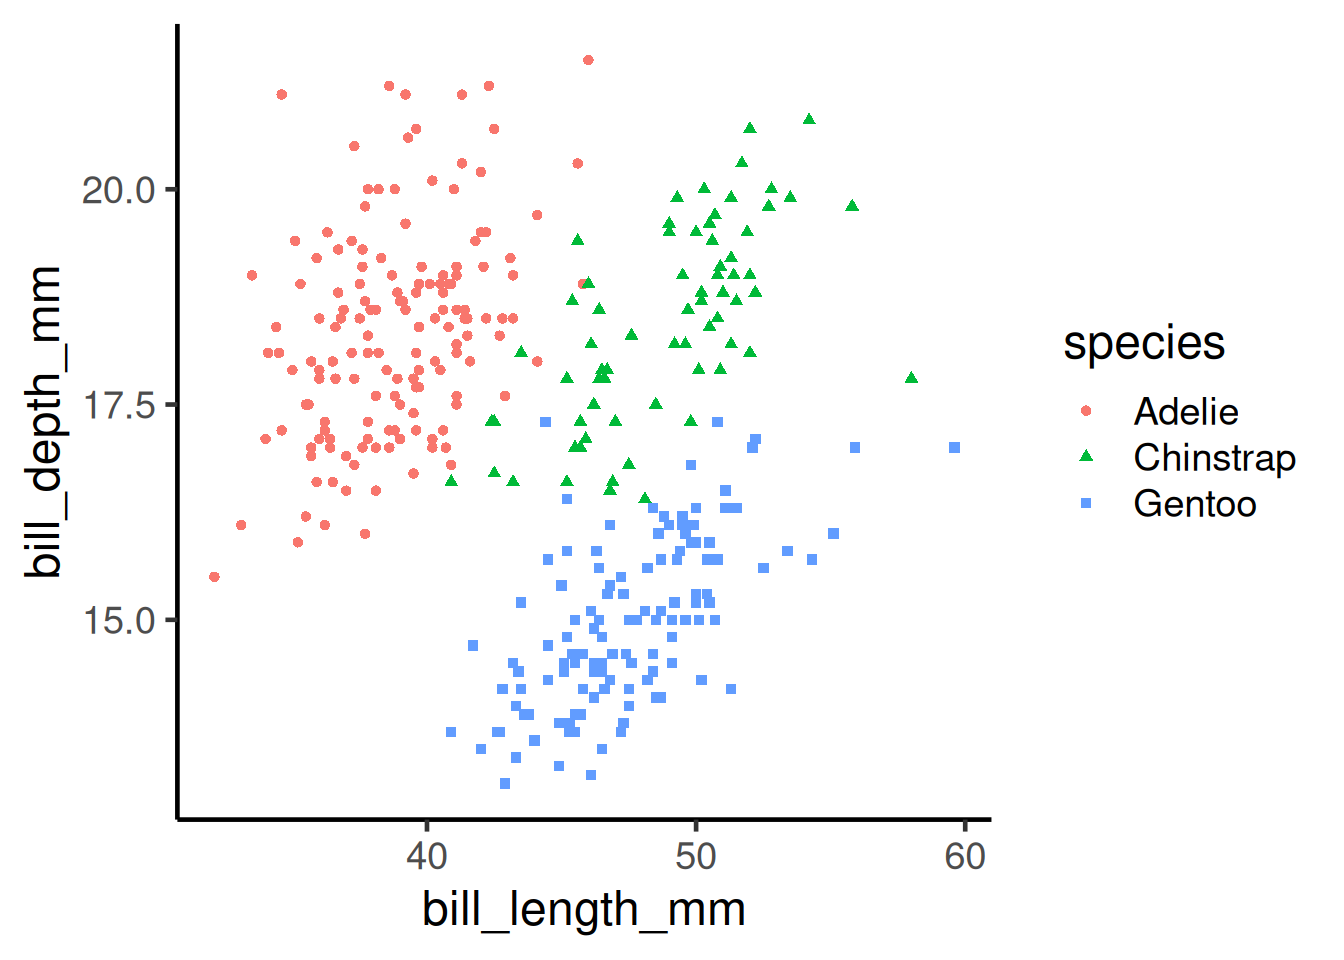 20.0
17.5
15.0
bill_depth_mm
40 50 60
bill_length_mm
species
Adelie
Chinstrap
Gentoo